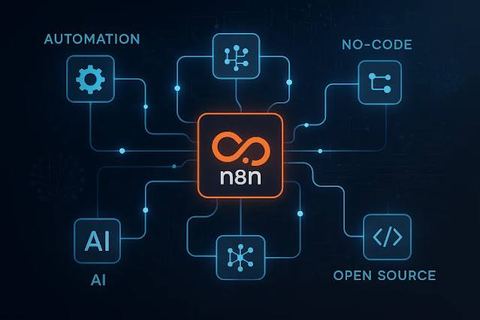 AUTOMATION
NO-CODE
n8n
AI
AI
OPEN SOURCE